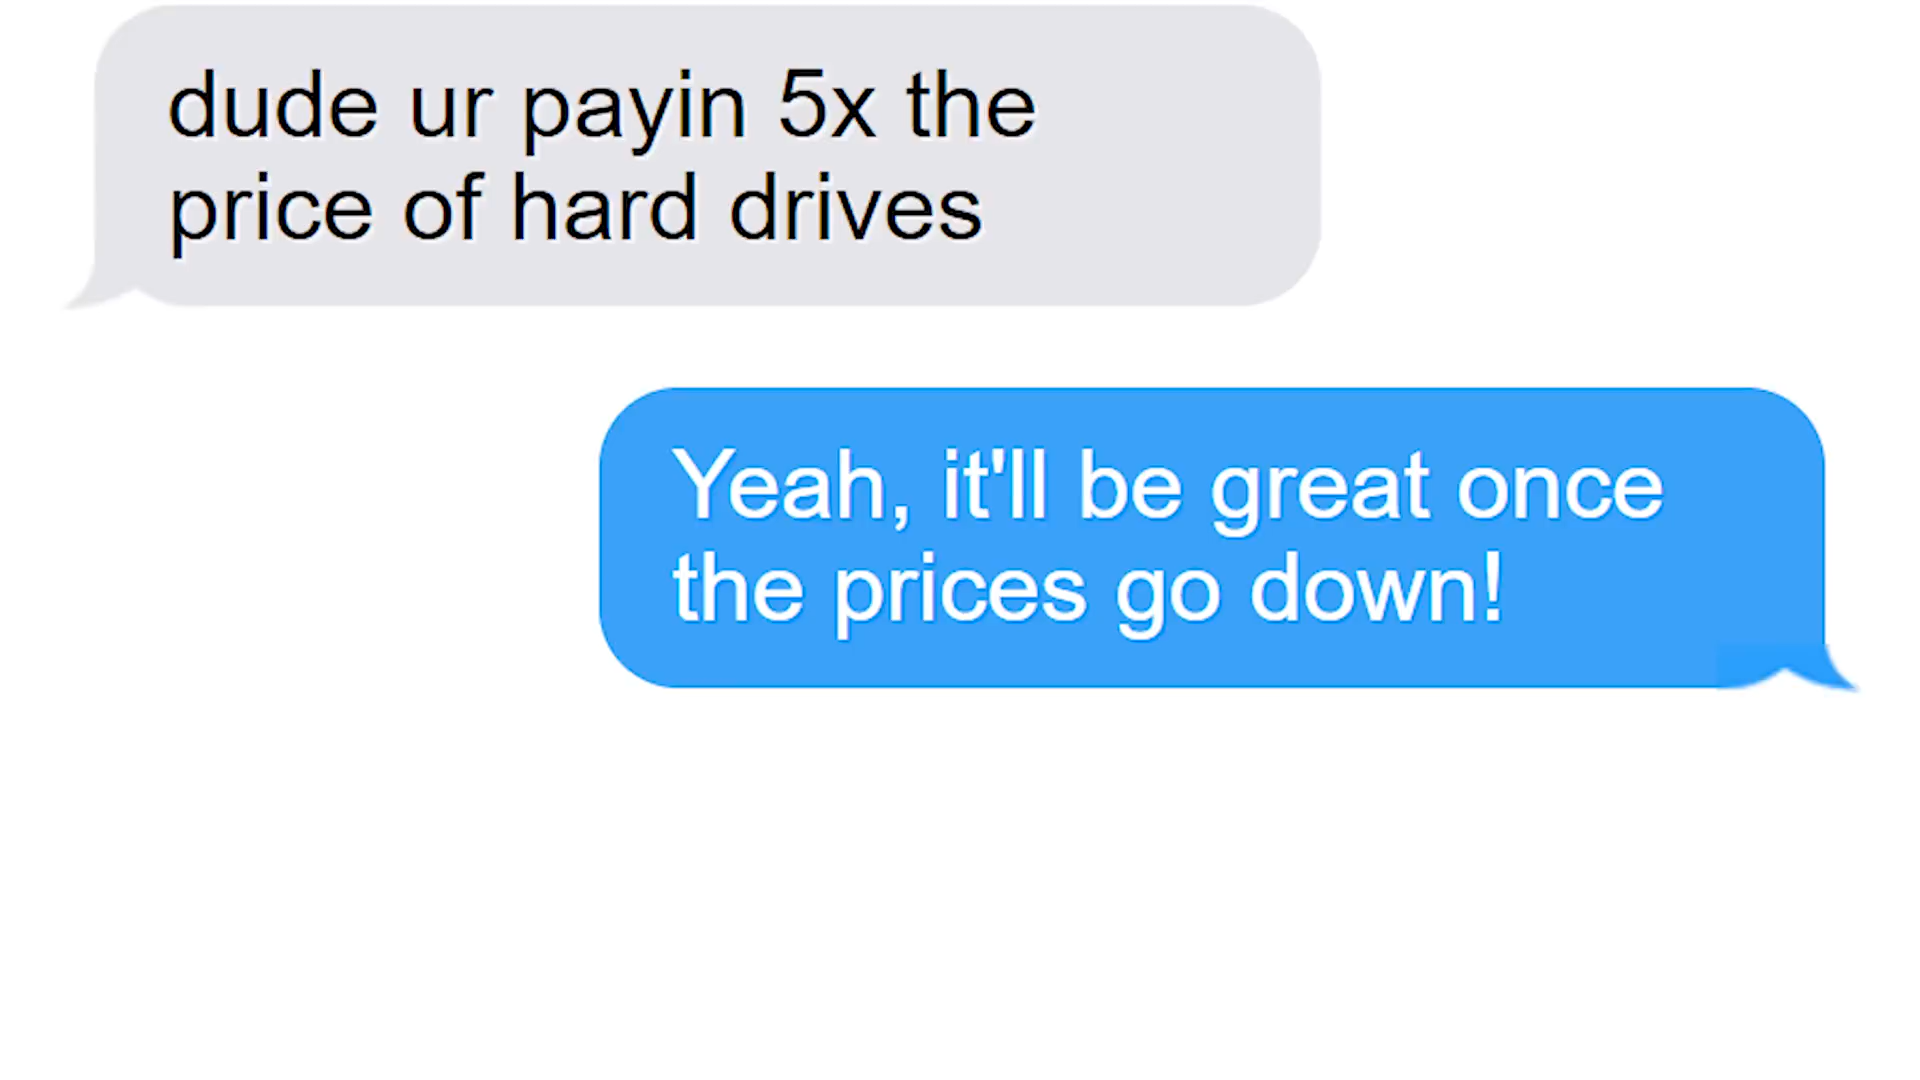 dude ur payin 5x the
price of hard drives
Yeah, it'll be great once
the prices go down!